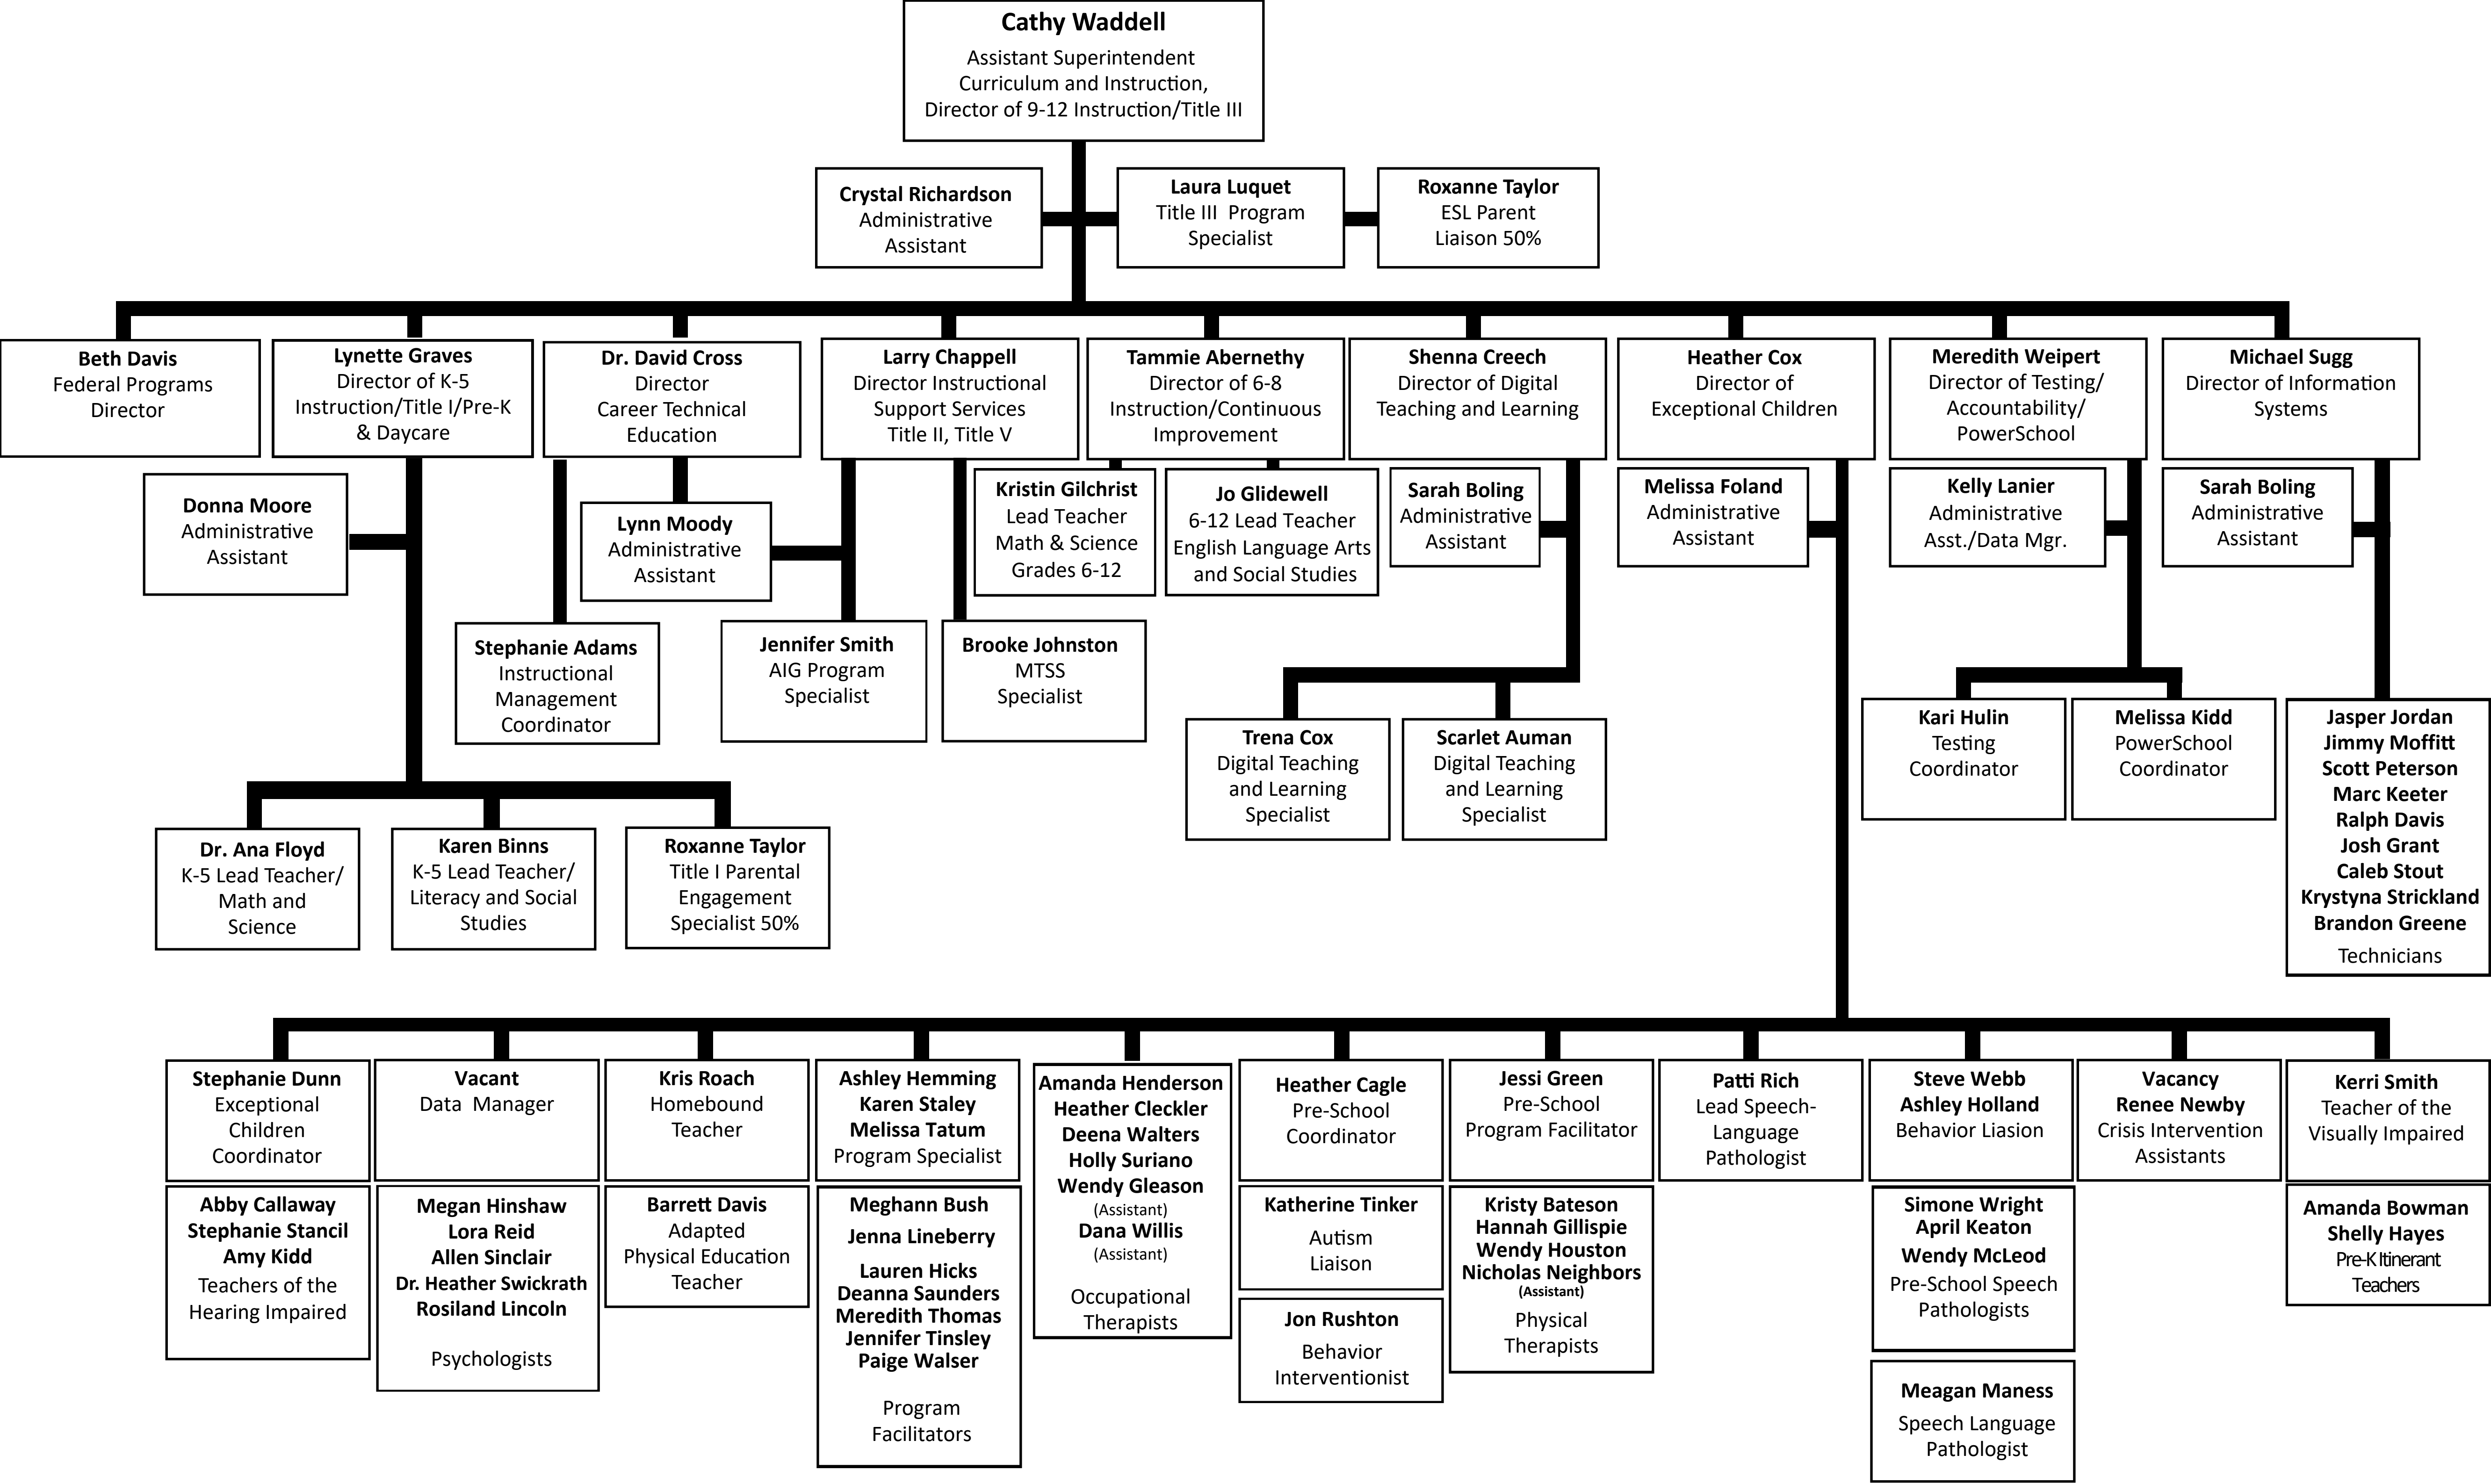 Cathy Waddell
Assistant Superintendent
Curriculum and Instruction,
Director of 9-12 Instruction/Title III
Crystal Richardson
Administrative
Assistant
Laura Luquet
Title III Program
Specialist
Roxanne Taylor
ESL Parent
Liaison 50%
Beth Davis
Federal Programs
Director
Lynette Graves
Director of K-5
Instruction/Title I/Pre-K
& Daycare
Dr. David Cross
Director
Career Technical
Education
Larry Chappell
Director Instructional
Support Services
Title II, Title V
Tammie Abernethy
Director of 6-8
Instruction/Continuous
Improvement
Shenna Creech
Director of Digital
Teaching and Learning
Heather Cox
Director of
Exceptional Children
Meredith Weipert
Director of Testing/
Accountability/
PowerSchool
Michael Sugg
Director of Information
Systems
Donna Moore
Administrative
Assistant
Lynn Moody
Administrative
Assistant
Kristin Gilchrist
Lead Teacher
Math & Science
Grades 6-12
Jo Glidewell
6-12 Lead Teacher
English Language Arts
and Social Studies
Sarah Boling
Administrative
Assistant
Melissa Foland
Administrative
Assistant
Kelly Lanier
Administrative
Asst./Data Mgr.
Sarah Boling
Administrative
Assistant
Stephanie Adams
Instructional
Management
Coordinator
Jennifer Smith
AIG Program
Specialist
Brooke Johnston
MTSS
Specialist
Trena Cox
Digital Teaching
and Learning
Specialist
Scarlet Auman
Digital Teaching
and Learning
Specialist
Kari Hulin
Testing
Coordinator
Melissa Kidd
PowerSchool
Coordinator
Jasper Jordan
Jimmy Moffitt
Scott Peterson
Marc Keeter
Ralph Davis
Josh Grant
Caleb Stout
Krystyna Strickland
Brandon Greene
Technicians
Dr. Ana Floyd
K-5 Lead Teacher/
Math and
Science
Karen Binns
K-5 Lead Teacher/
Literacy and Social
Studies
Roxanne Taylor
Title I Parental
Engagement
Specialist 50%
Stephanie Dunn
Exceptional
Children
Coordinator
Vacant
Data Manager
Kris Roach
Homebound
Teacher
Ashley Hemming
Karen Staley
Melissa Tatum
Program Specialist
Amanda Henderson
Heather Cleckler
Deena Walters
Holly Suriano
Wendy Gleason
(Assistant)
Dana Willis
(Assistant)
Occupational
Therapists
Heather Cagle
Pre-School
Coordinator
Jessi Green
Pre-School
Program Facilitator
Patti Rich
Lead Speech-
Language
Pathologist
Steve Webb
Ashley Holland
Behavior Liasion
Vacancy
Renee Newby
Crisis Intervention
Assistants
Kerri Smith
Teacher of the
Visually Impaired
Abby Callaway
Stephanie Stancil
Amy Kidd
Teachers of the
Hearing Impaired
Megan Hinshaw
Lora Reid
Allen Sinclair
Dr. Heather Swickrath
Rosiland Lincoln
Psychologists
Barrett Davis
Adapted
Physical Education
Teacher
Meghann Bush
Jenna Lineberry
Lauren Hicks
Deanna Saunders
Meredith Thomas
Jennifer Tinsley
Paige Walser
Program
Facilitators
Katherine Tinker
Autism
Liaison
Jon Rushton
Behavior
Interventionist
Kristy Bateson
Hannah Gillispie
Wendy Houston
Nicholas Neighbors
(Assistant)
Physical
Therapists
Simone Wright
April Keaton
Wendy McLeod
Pre-School Speech
Pathologists
Meagan Maness
Speech Language
Pathologist
Amanda Bowman
Shelly Hayes
Pre-K Itinerant
Teachers